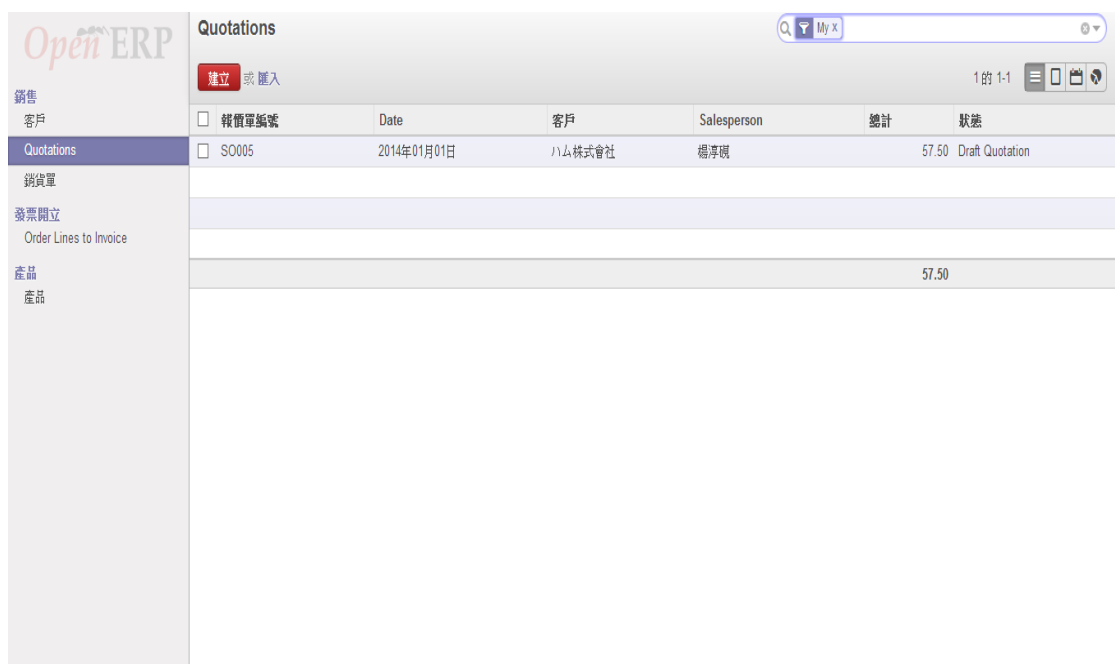 Open ERP
銷售
客戶
Quotations
銷貨單
發票開立
Order Lines to Invoice
產品
產品
Quotations
My x
建立 或 匯入
1 的 1-1
報價單編號 Date 客戶 Salesperson 總計 狀態
SO005 2014年01月01日 ハム株式會社 楊淳硯 57.50 Draft Quotation
57.50